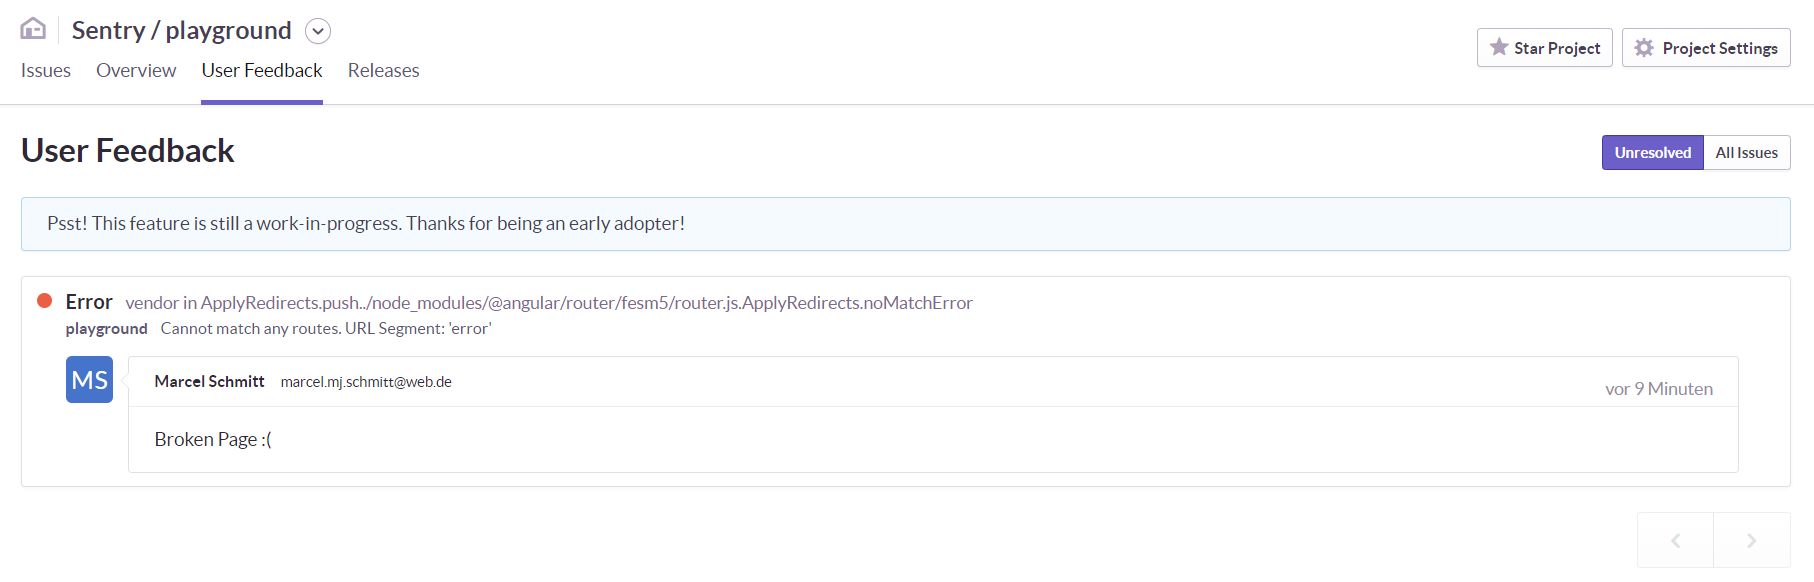 Sentry / playground
Star Project
Project Settings
Issues Overview User Feedback Releases
User Feedback
Unresolved All Issues
Psst! This feature is still a work-in-progress. Thanks for being an early adopter!
Error vendor in ApplyRedirects.push../node_modules/@angular/router/fesm5/router.js.ApplyRedirects.noMatchError
playground Cannot match any routes. URL Segment: 'error'
MS
Marcel Schmitt marcel.mj.schmitt@web.de
vor 9 Minuten
Broken Page :(